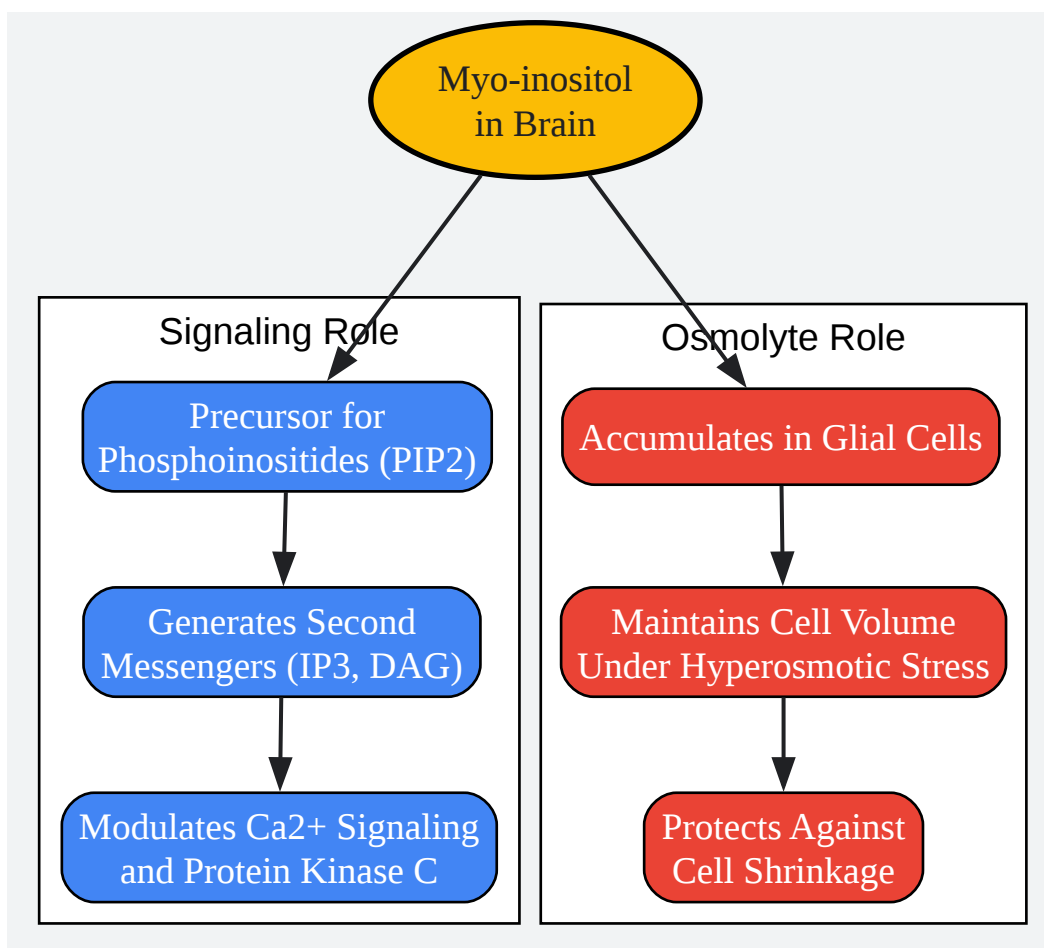 Myo-inositol
in Brain
Signaling Role
Precursor for
Phosphoinositides (PIP2)
Generates Second
Messengers (IP3, DAG)
Modulates Ca2+ Signaling
and Protein Kinase C
Osmolyte Role
Accumulates in Glial Cells
Maintains Cell Volume
Under Hyperosmotic Stress
Protects Against
Cell Shrinkage